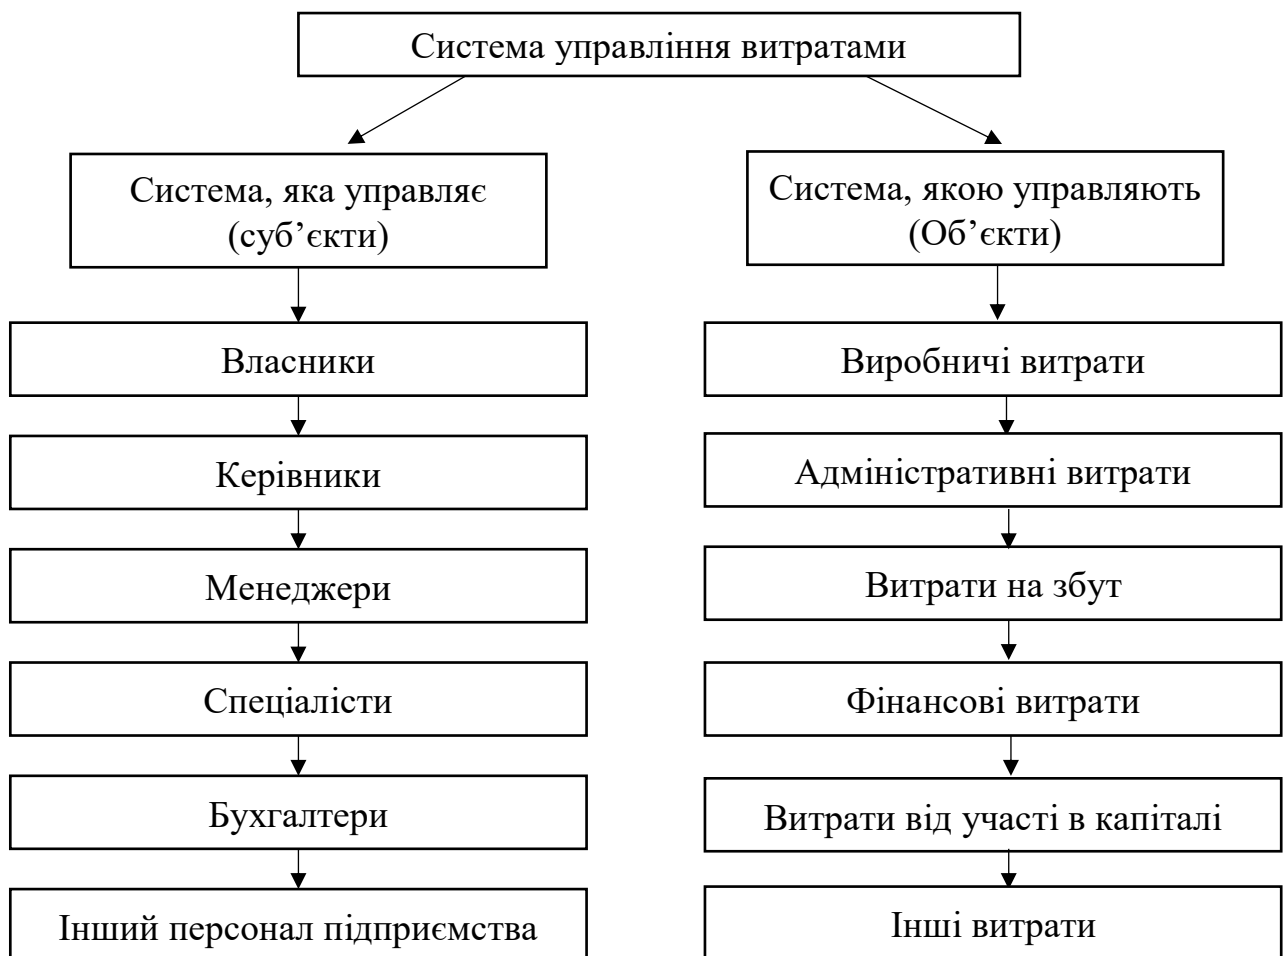 Система управління витратами
Система, яка управляє
(суб’єкти)
Власники
Керівники
Менеджери
Спеціалісти
Бухгалтери
Інший персонал підприємства
Система, якою управляють
(Об’єкти)
Виробничі витрати
Адміністративні витрати
Витрати на збут
Фінансові витрати
Витрати від участі в капіталі
Інші витрати